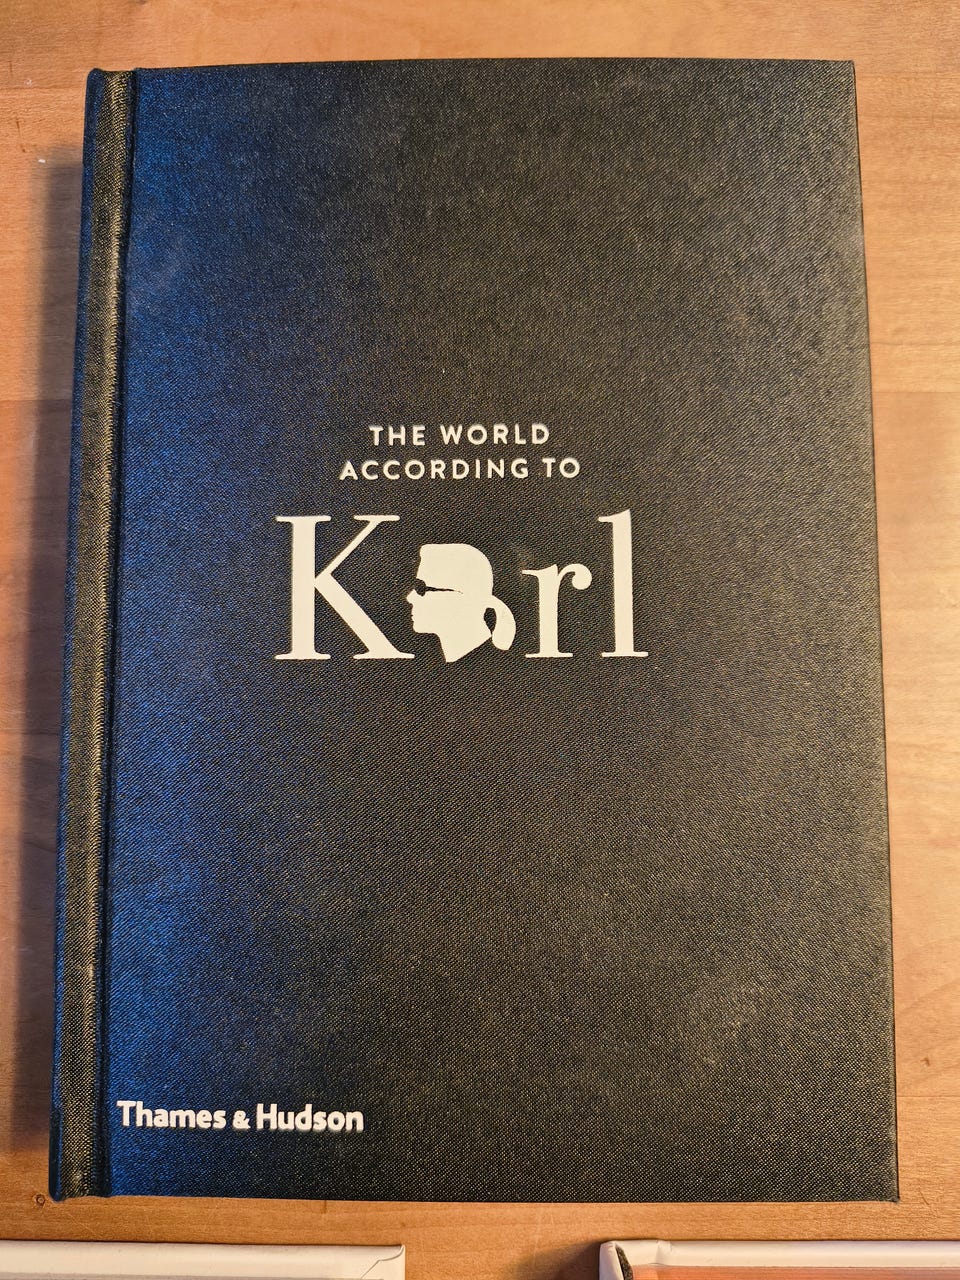 THE WORLD
ACCORDING TO
Karl
Thames & Hudson